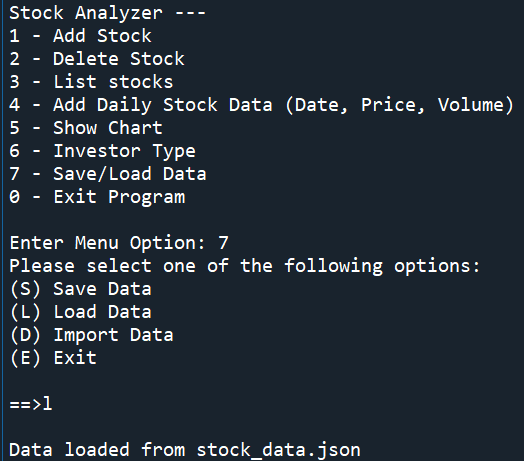 Stock Analyzer ---
1 - Add Stock
2 - Delete Stock
3 - List stocks
4 - Add Daily Stock Data (Date, Price, Volume)
5 - Show Chart
6 - Investor Type
7 - Save/Load Data
0 - Exit Program
Enter Menu Option: 7
Please select one of the following options:
(S) Save Data
(L) Load Data
(D) Import Data
(E) Exit
==>l
Data loaded from stock_data.json